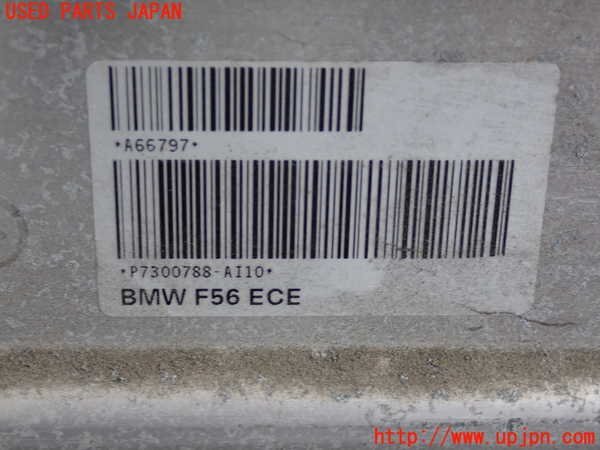 USED PARTS JAPAN
*A66797*
*P7300788-AI10*
BMW F56 ECE
http://www.upjpn.com/